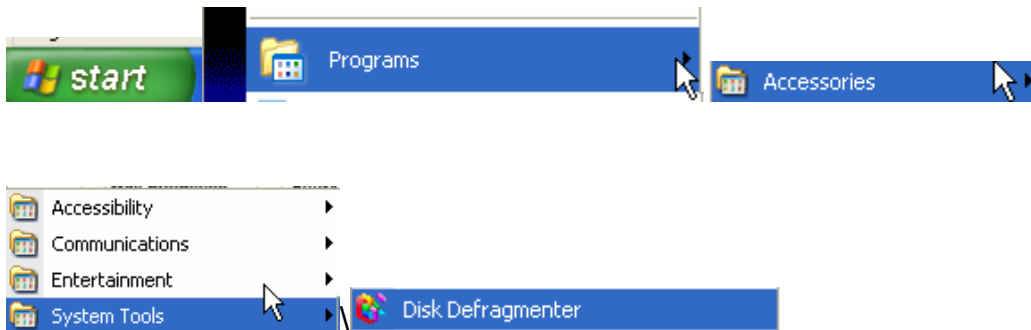 start
Programs
Accessories
Accessibility
Communications
Entertainment
System Tools
Disk Defragmenter